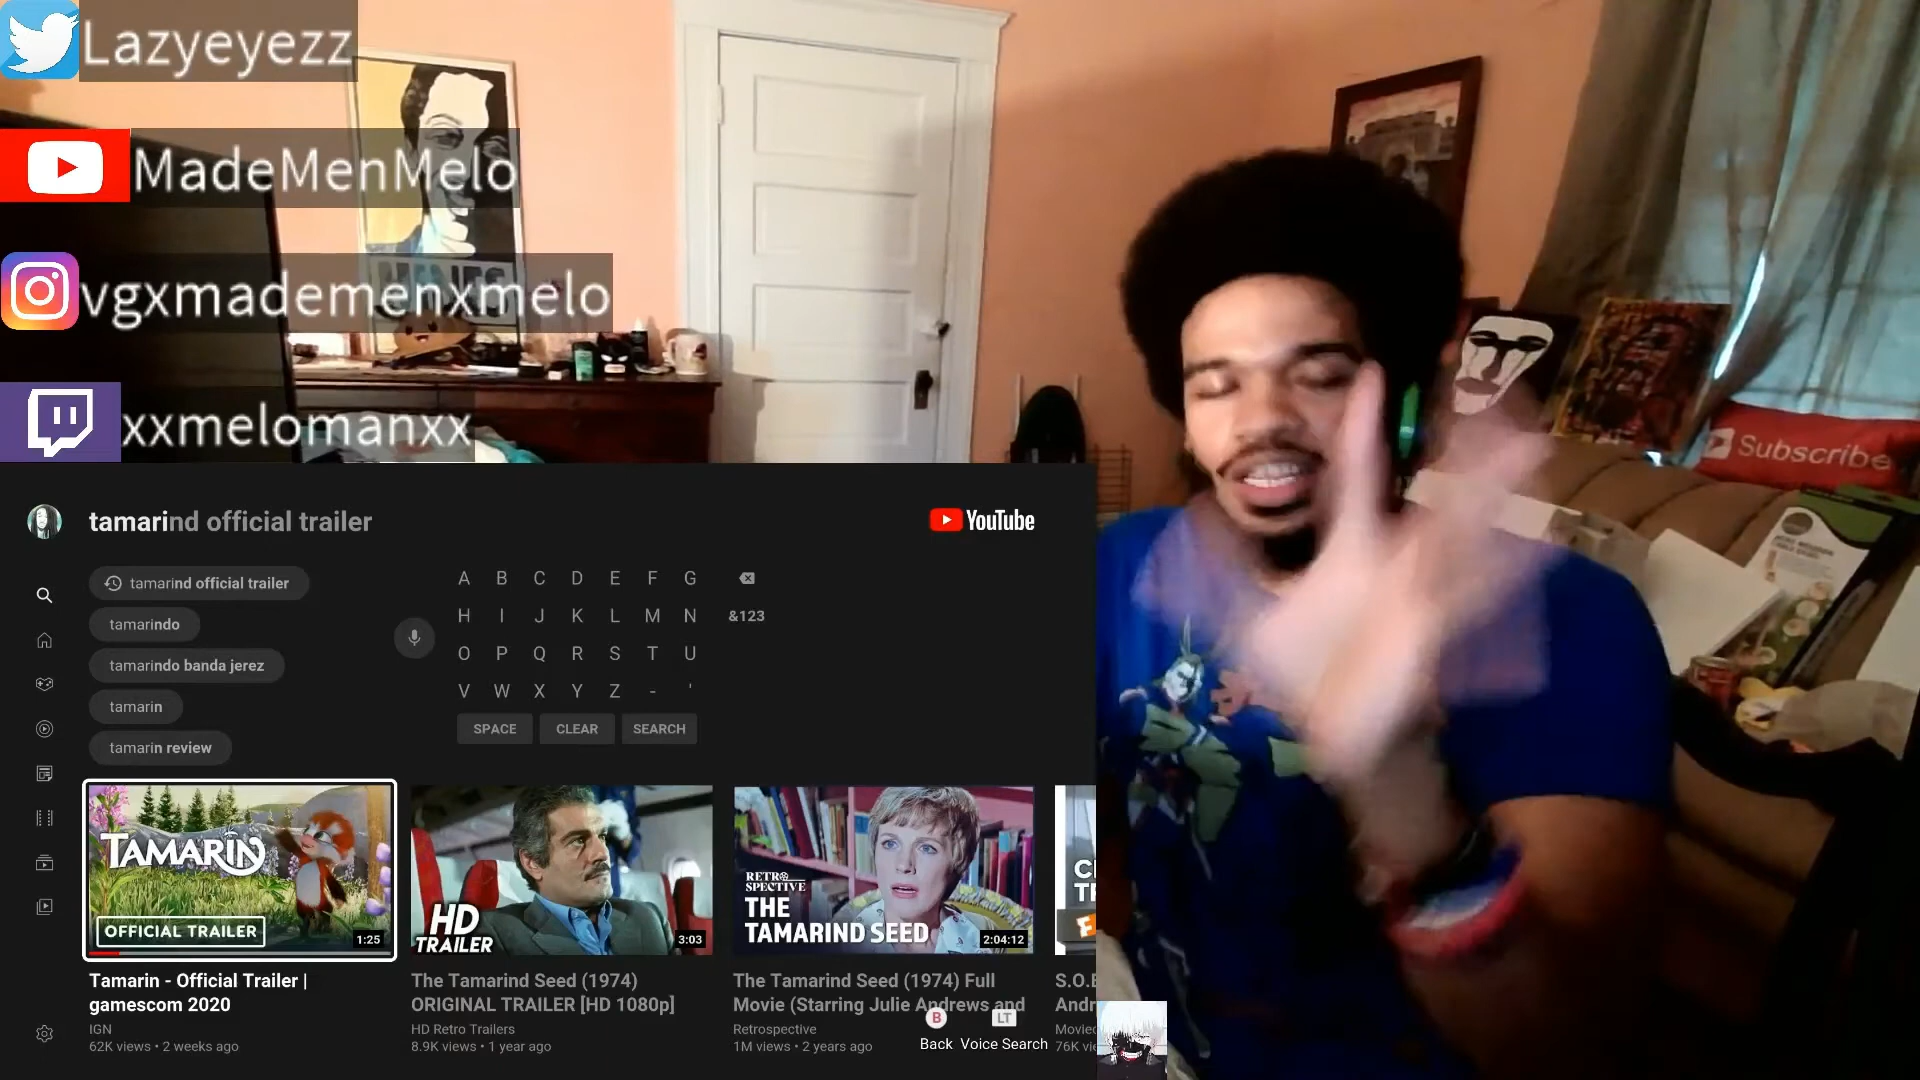 Lazyeyezz
MadeMenMelo
vgxmademenxmelo
xxmelomanxx
Subscribe
tamarind official trailer
YouTube
tamarind official trailer
tamarindo
tamarindo banda jerez
tamarin
tamarin review
A B C D E F G
H I J K L M N &123
O P Q R S T U
V W X Y Z - '
SPACE CLEAR SEARCH
TAMARIN
OFFICIAL TRAILER
1:25
HD
TRAILER
3:03
RETRO
SPECTIVE
THE
TAMARIND SEED
2:04:12
Tamarin - Official Trailer |
gamescom 2020
IGN
62K views • 2 weeks ago
The Tamarind Seed (1974)
ORIGINAL TRAILER [HD 1080p]
HD Retro Trailers
8.9K views • 1 year ago
The Tamarind Seed (1974) Full
Movie (Starring Julie Andrews and
Retrospective
1M views • 2 years ago
B LT
Back Voice Search